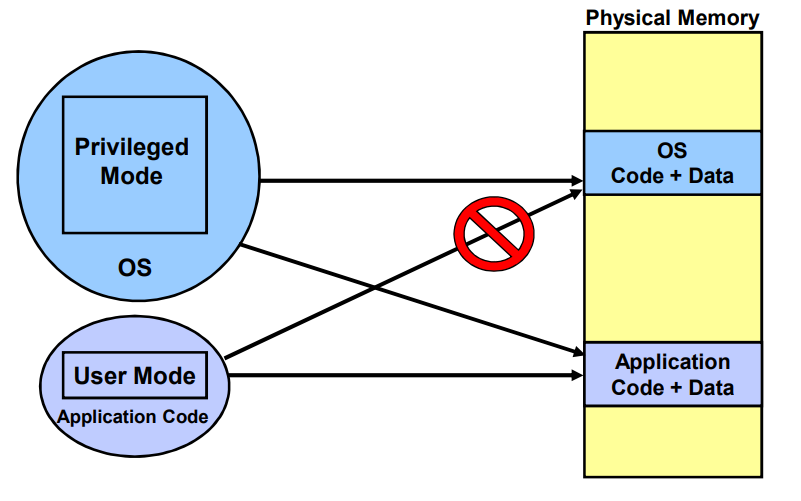 Physical Memory
Privileged
Mode
OS
OS
Code + Data
User Mode
Application Code
Application
Code + Data